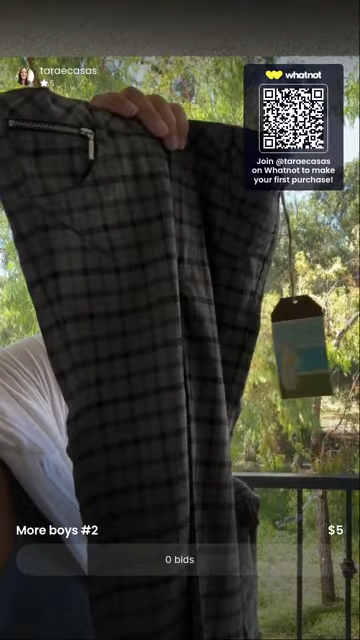 taraecasas
★5
whatnot
Join @taraecasas
on Whatnot to make
your first purchase!
More boys #2
$5
0 bids